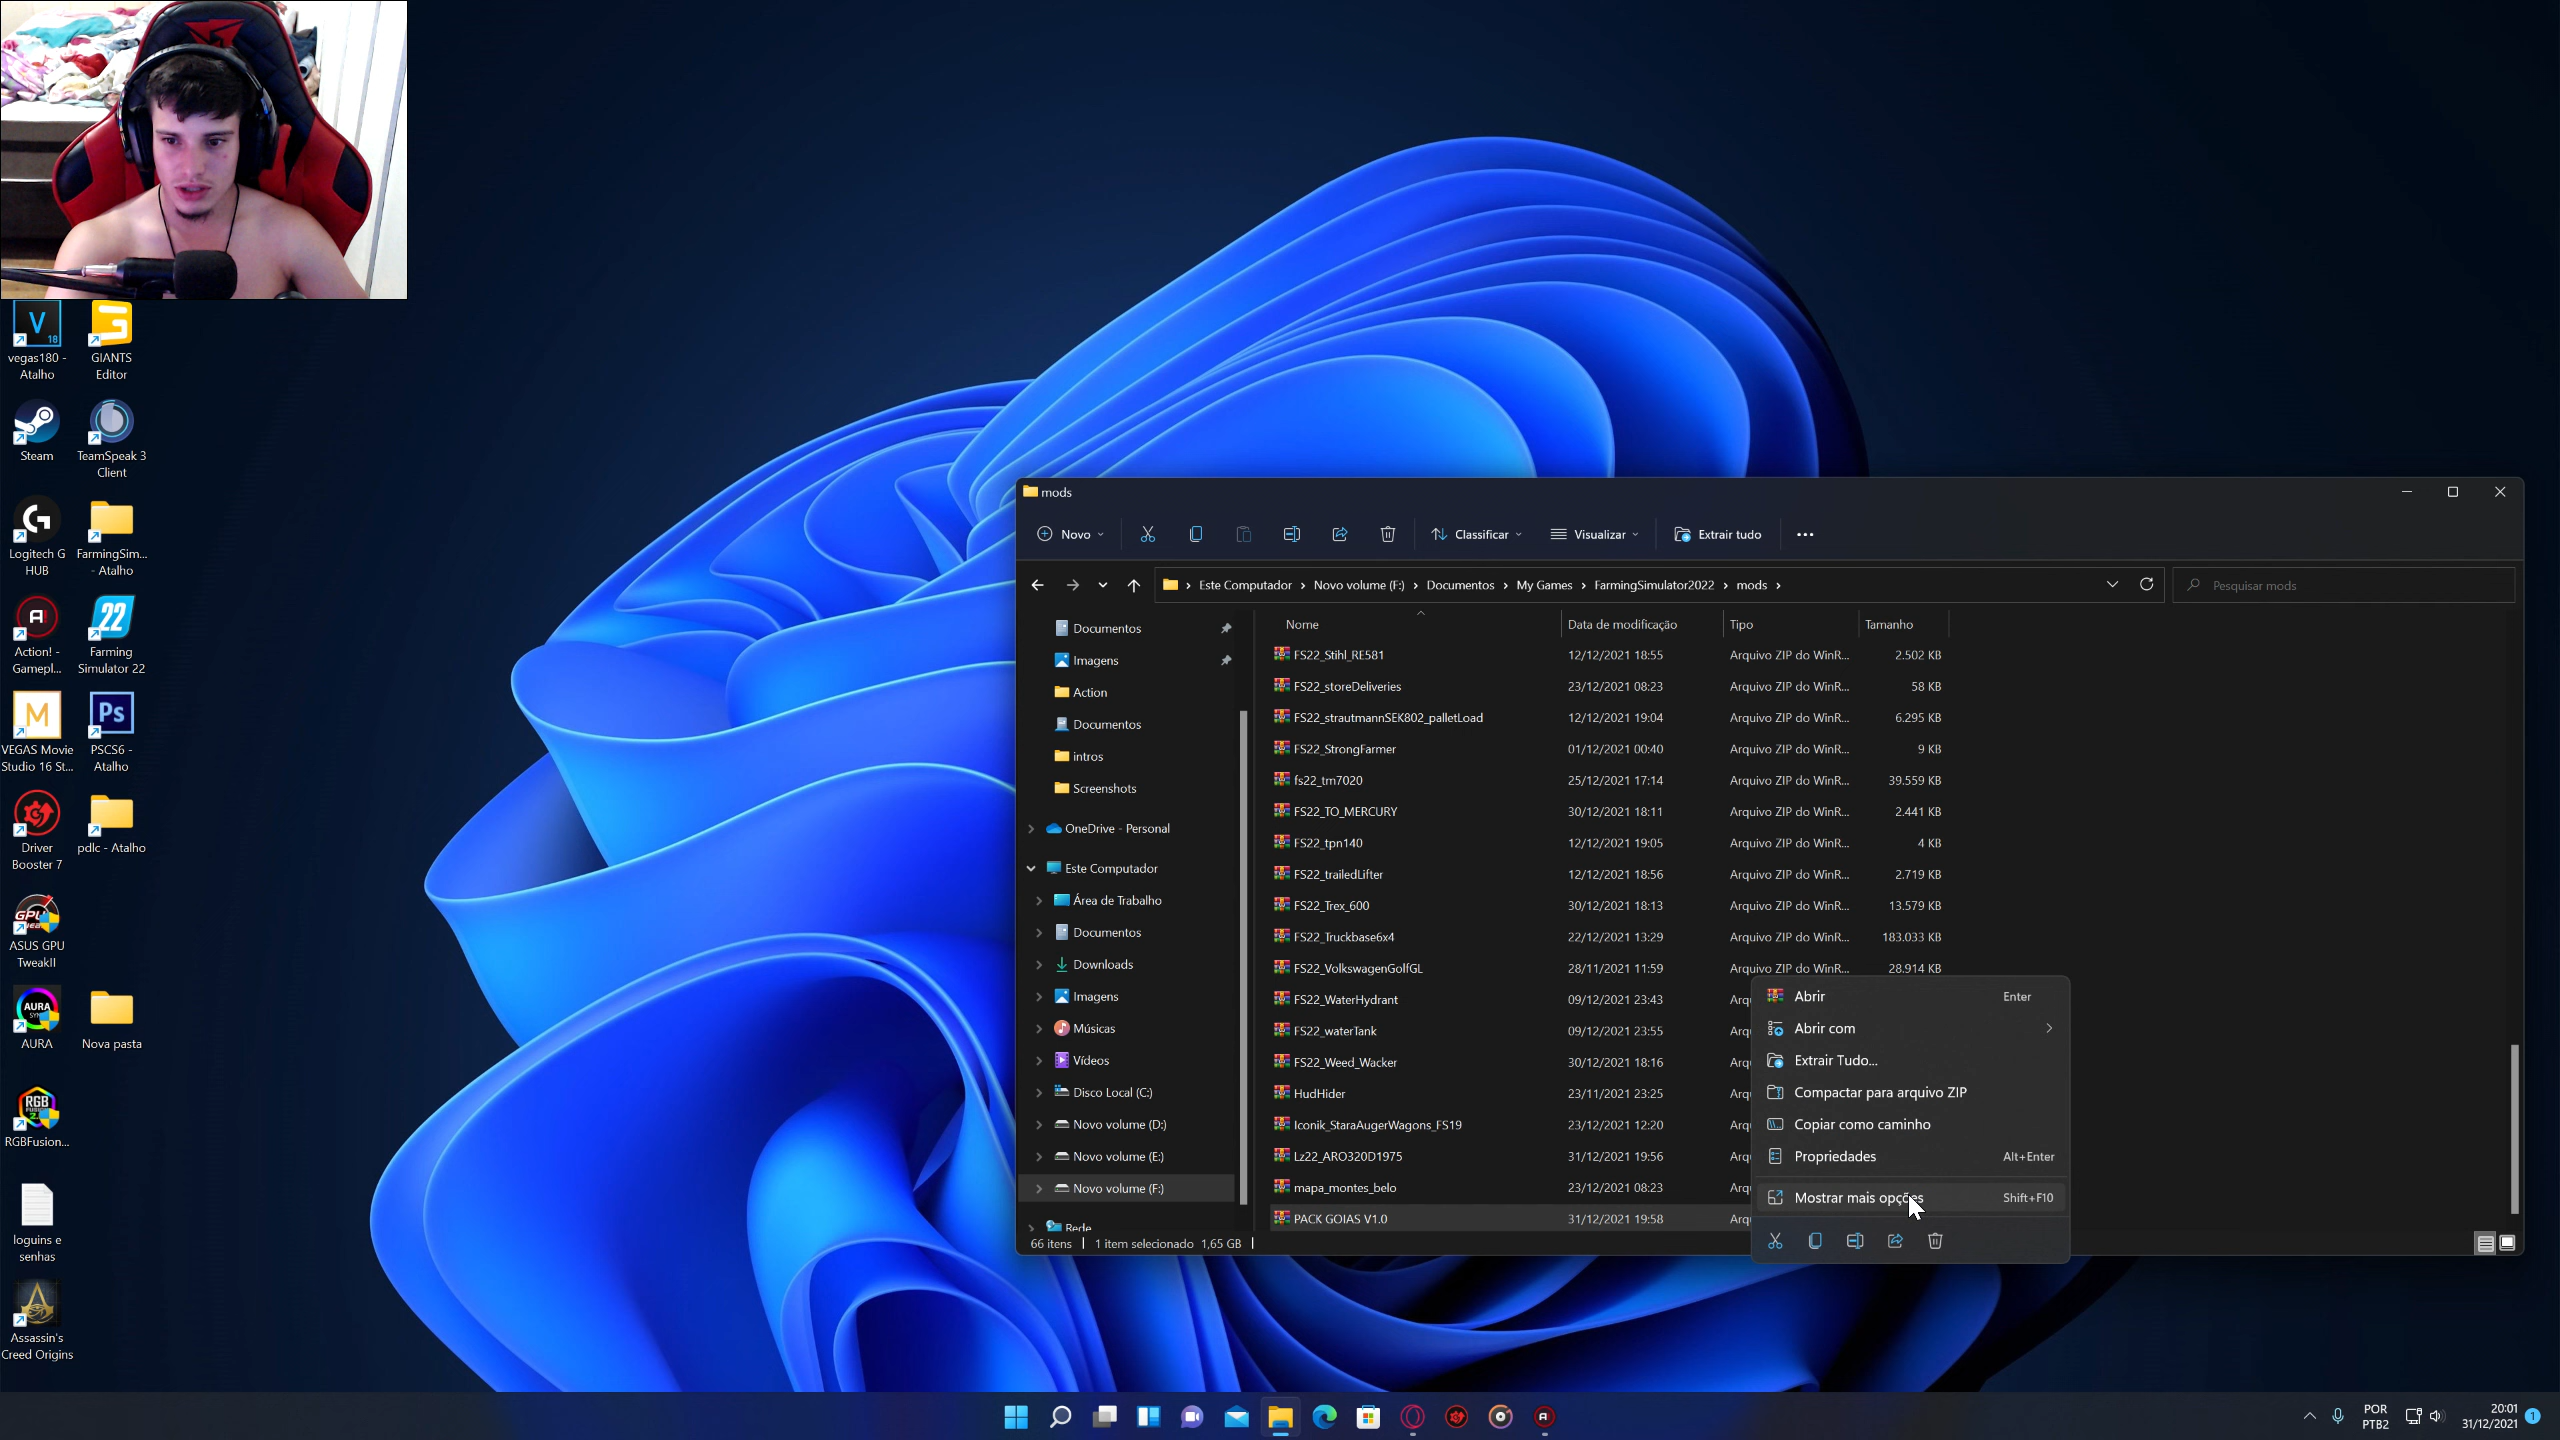 vegas180 -
Atalho
GIANTS
Editor
Steam
TeamSpeak 3
Client
Logitech G
HUB
FarmingSim...
- Atalho
Action! -
Gamepl...
Farming
Simulator 22
VEGAS Movie
Studio 16 St...
PSCS6 -
Atalho
Driver
Booster 7
pdlc - Atalho
ASUS GPU
TweakII
AURA
Nova pasta
RGBFusion...
loguins e
senhas
Assassin's
Creed Origins
mods
Novo
Classificar
Visualizar
Extrair tudo
Este Computador > Novo volume (F:) > Documentos > My Games > FarmingSimulator2022 > mods >
Pesquisar mods
Documentos
Imagens
Action
Documentos
intros
Screenshots
OneDrive - Personal
Este Computador
Área de Trabalho
Documentos
Downloads
Imagens
Músicas
Vídeos
Disco Local (C:)
Novo volume (D:)
Novo volume (E:)
Novo volume (F:)
Rede
Nome Data de modificação Tipo Tamanho
FS22_Stihl_RE581 12/12/2021 18:55 Arquivo ZIP do WinR... 2.502 KB
FS22_storeDeliveries 23/12/2021 08:23 Arquivo ZIP do WinR... 58 KB
FS22_strautmannSEK802_palletLoad 12/12/2021 19:04 Arquivo ZIP do WinR... 6.295 KB
FS22_StrongFarmer 01/12/2021 00:40 Arquivo ZIP do WinR... 9 KB
fs22_tm7020 25/12/2021 17:14 Arquivo ZIP do WinR... 39.559 KB
FS22_TO_MERCURY 30/12/2021 18:11 Arquivo ZIP do WinR... 2.441 KB
FS22_tpn140 12/12/2021 19:05 Arquivo ZIP do WinR... 4 KB
FS22_trailedLifter 12/12/2021 18:56 Arquivo ZIP do WinR... 2.719 KB
FS22_Trex_600 30/12/2021 18:13 Arquivo ZIP do WinR... 13.579 KB
FS22_Truckbase6x4 22/12/2021 13:29 Arquivo ZIP do WinR... 183.033 KB
FS22_VolkswagenGolfGL 28/11/2021 11:59 Arquivo ZIP do WinR... 28.914 KB
FS22_WaterHydrant 09/12/2021 23:43 Arq
FS22_waterTank 09/12/2021 23:55 Arq
FS22_Weed_Wacker 30/12/2021 18:16 Arq
HudHider 23/11/2021 23:25 Arq
Iconik_StaraAugerWagons_FS19 23/12/2021 12:20 Arq
Lz22_ARO320D1975 31/12/2021 19:56 Arq
mapa_montes_belo 23/12/2021 08:23 Arq
PACK GOIAS V1.0 31/12/2021 19:58 Arq
66 itens 1 item selecionado 1,65 GB
Abrir Enter
Abrir com
Extrair Tudo...
Compactar para arquivo ZIP
Copiar como caminho
Propriedades Alt+Enter
Mostrar mais opções Shift+F10
POR
PTB2
20:01
31/12/2021
1